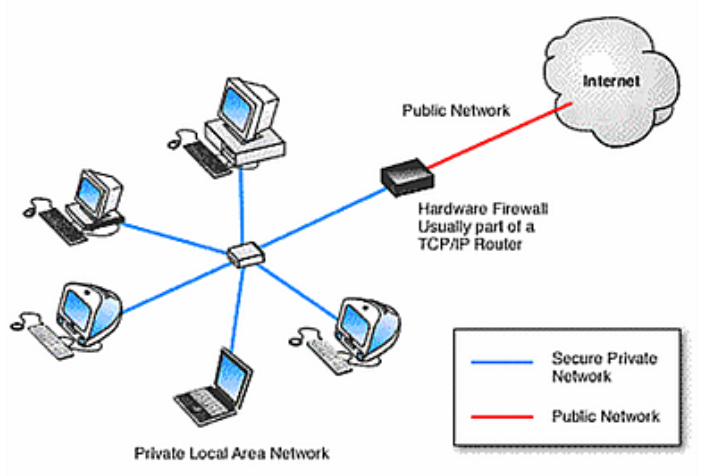 Internet
Public Network
Hardware Firewall
Usually part of a
TCP/IP Router
Secure Private
Network
Public Network
Private Local Area Network